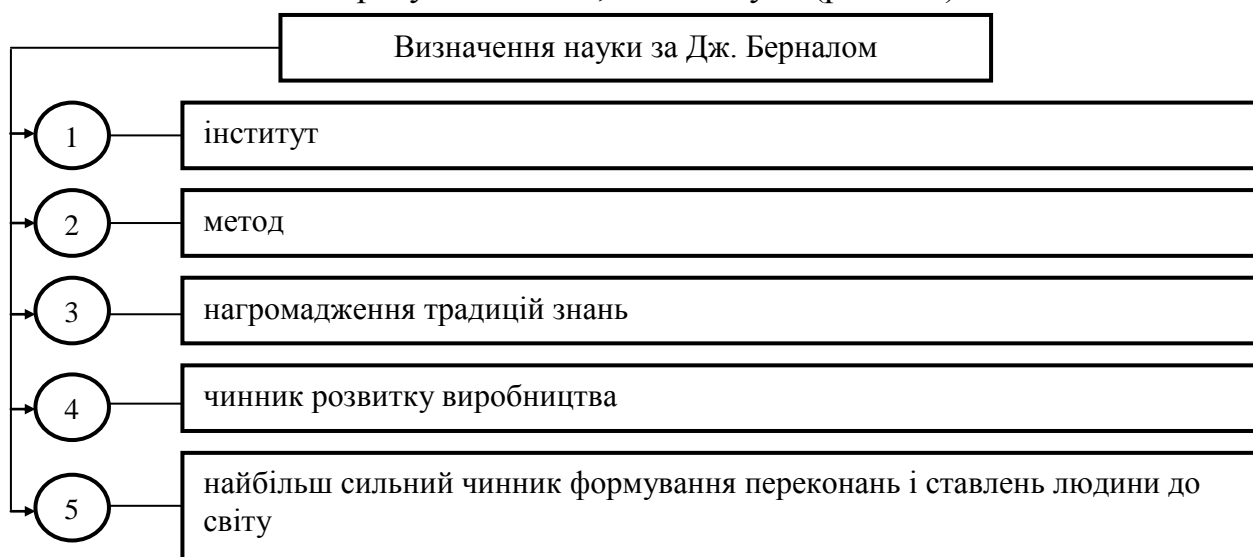 Визначення науки за Дж. Берналом
1
інститут
2
метод
3
нагромадження традицій знань
4
чинник розвитку виробництва
5
найбільш сильний чинник формування переконань і ставлень людини до
світу